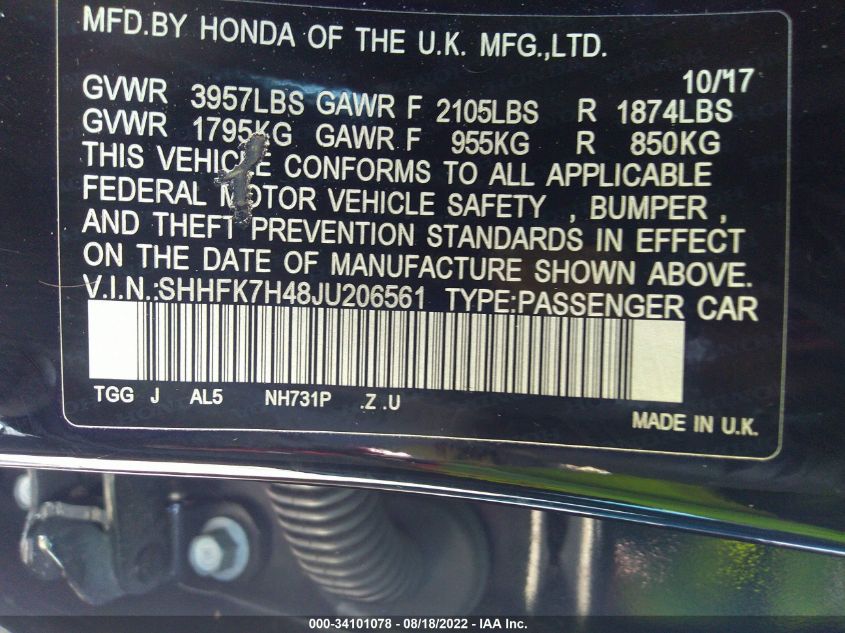 MFD.BY HONDA OF THE U.K. MFG.,LTD.
10/'17
GVWR 3957LBS GAWR F 2105LBS R 1874LBS
GVWR 1795KG GAWR F 955KG R 850KG
THIS VEHICLE CONFORMS TO ALL APPLICABLE
FEDERAL MOTOR VEHICLE SAFETY , BUMPER ,
AND THEFT PREVENTION STANDARDS IN EFFECT
ON THE DATE OF MANUFACTURE SHOWN ABOVE.
V.I.N.:SHHFK7H48JU206561 TYPE:PASSENGER CAR
TGG J AL5 NH731P .Z .U
MADE IN U.K.
000-34101078 - 08/18/2022 - IAA Inc.